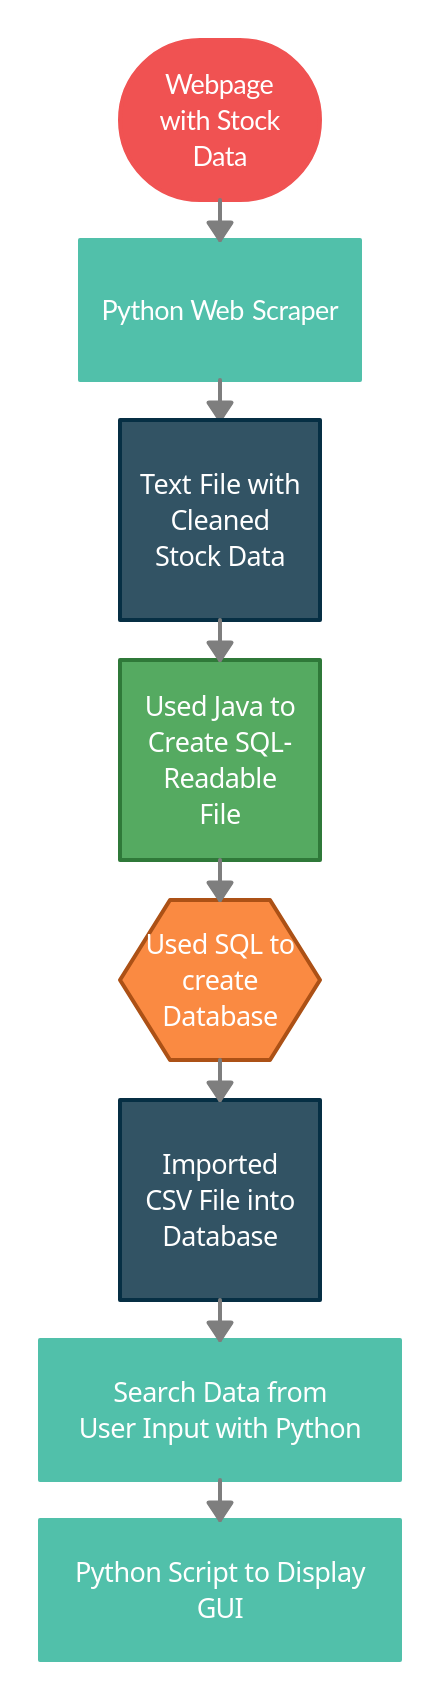 Webpage
with Stock
Data
Python Web Scraper
Text File with
Cleaned
Stock Data
Used Java to
Create SQL-
Readable
File
Used SQL to
create
Database
Imported
CSV File into
Database
Search Data from
User Input with Python
Python Script to Display
GUI